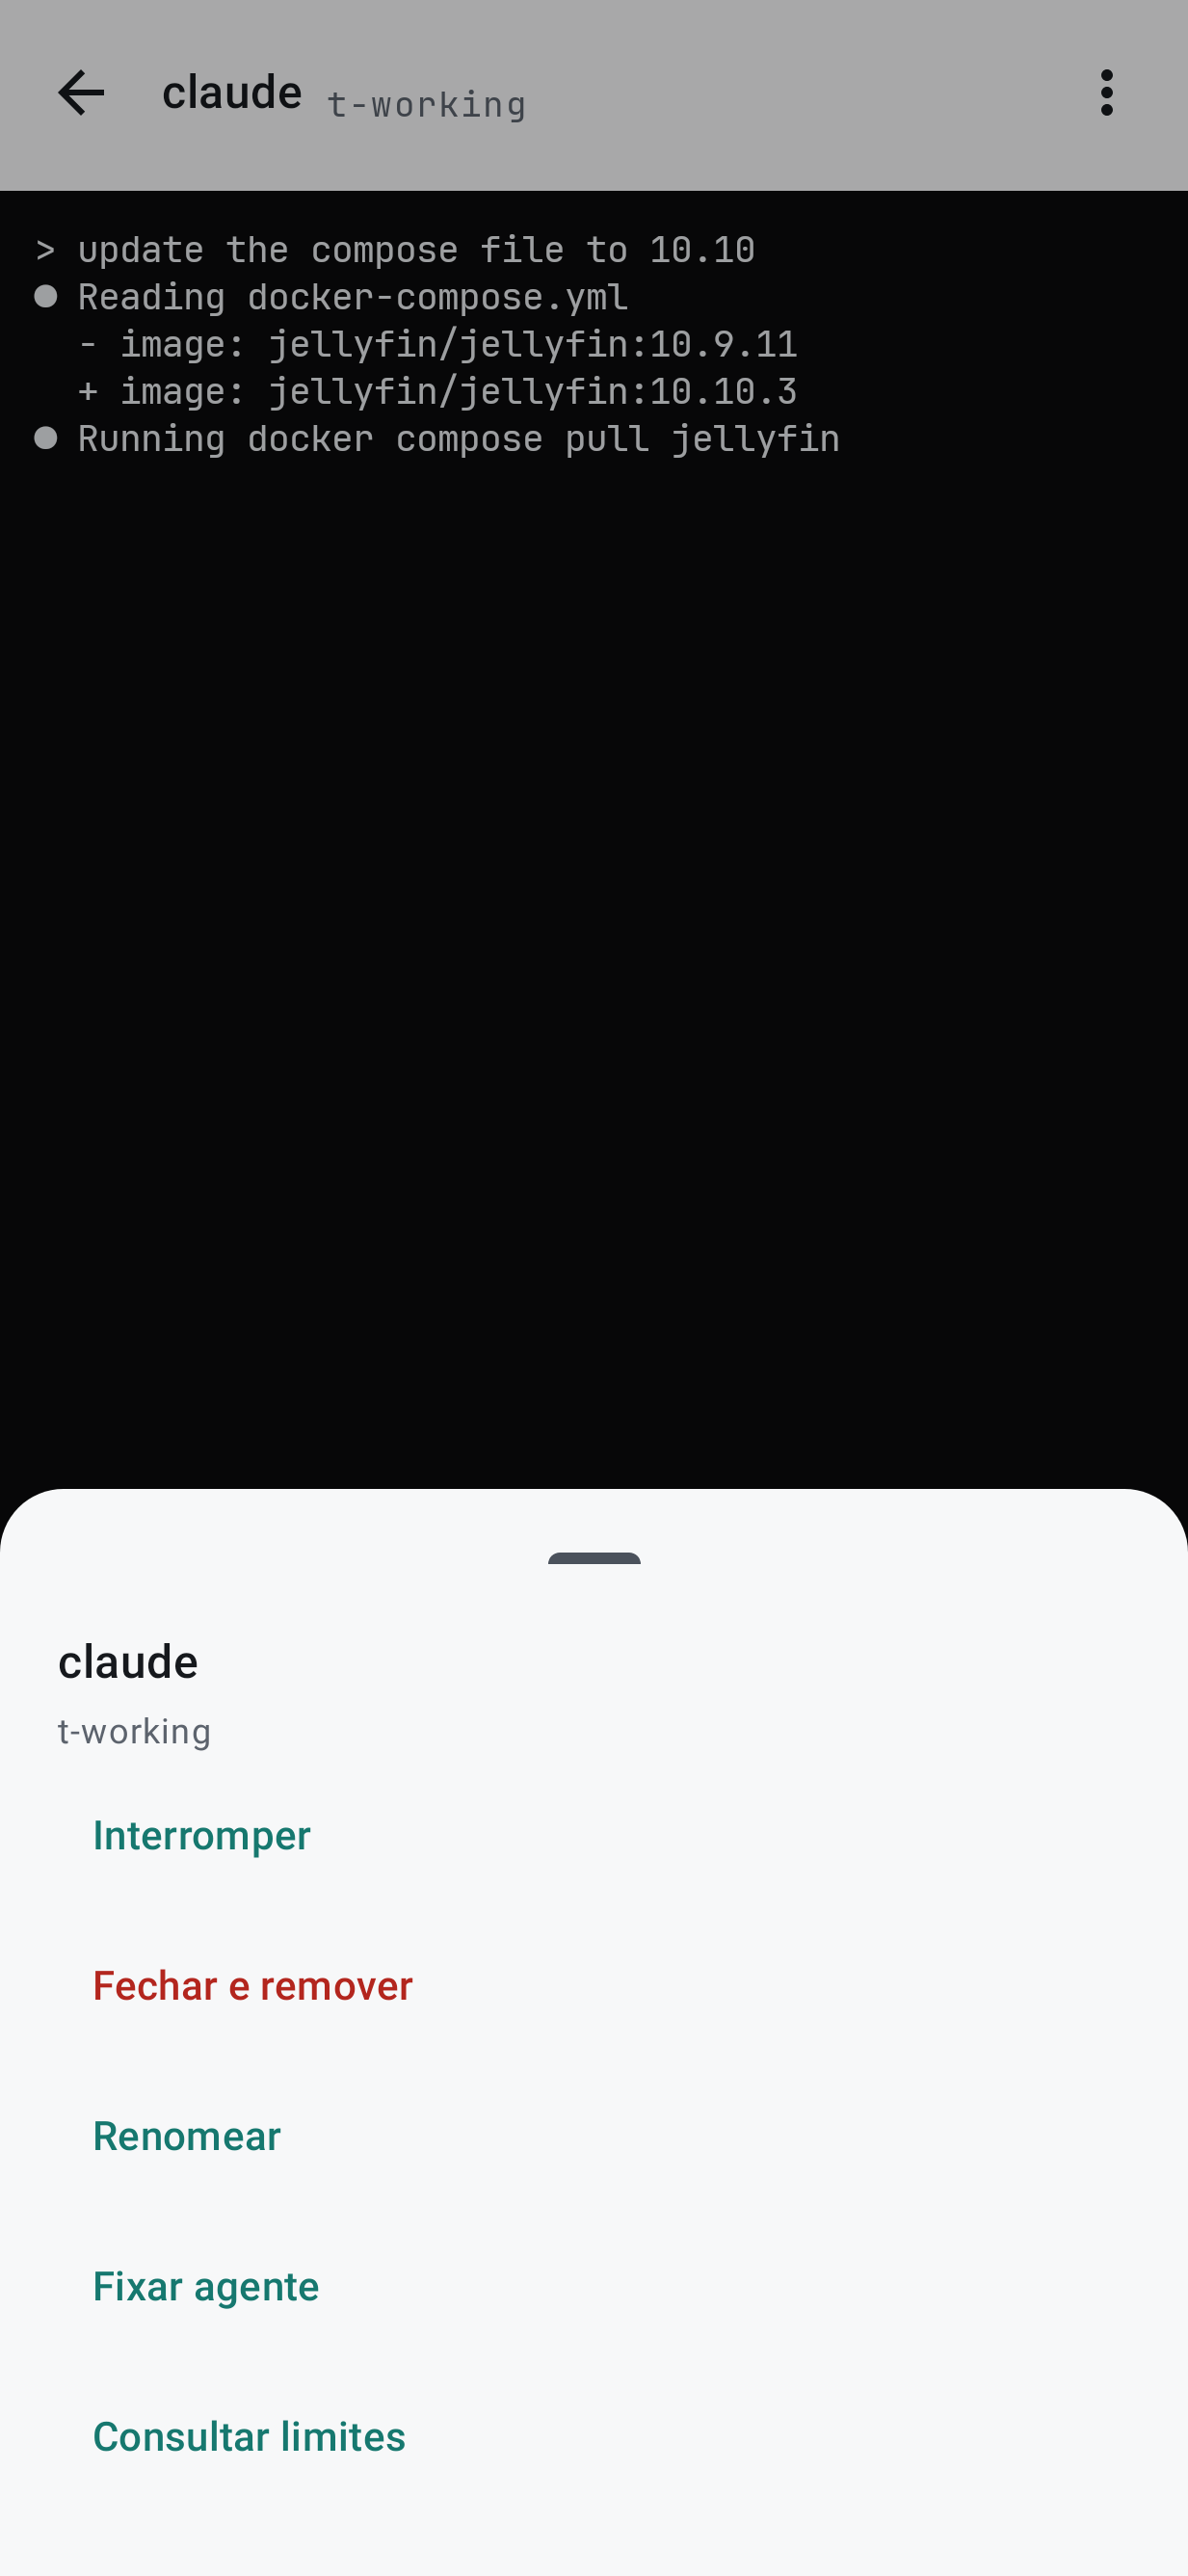 claude t-working
> update the compose file to 10.10
● Reading docker-compose.yml
- image: jellyfin/jellyfin:10.9.11
+ image: jellyfin/jellyfin:10.10.3
● Running docker compose pull jellyfin
claude
t-working
Interromper
Fechar e remover
Renomear
Fixar agente
Consultar limites